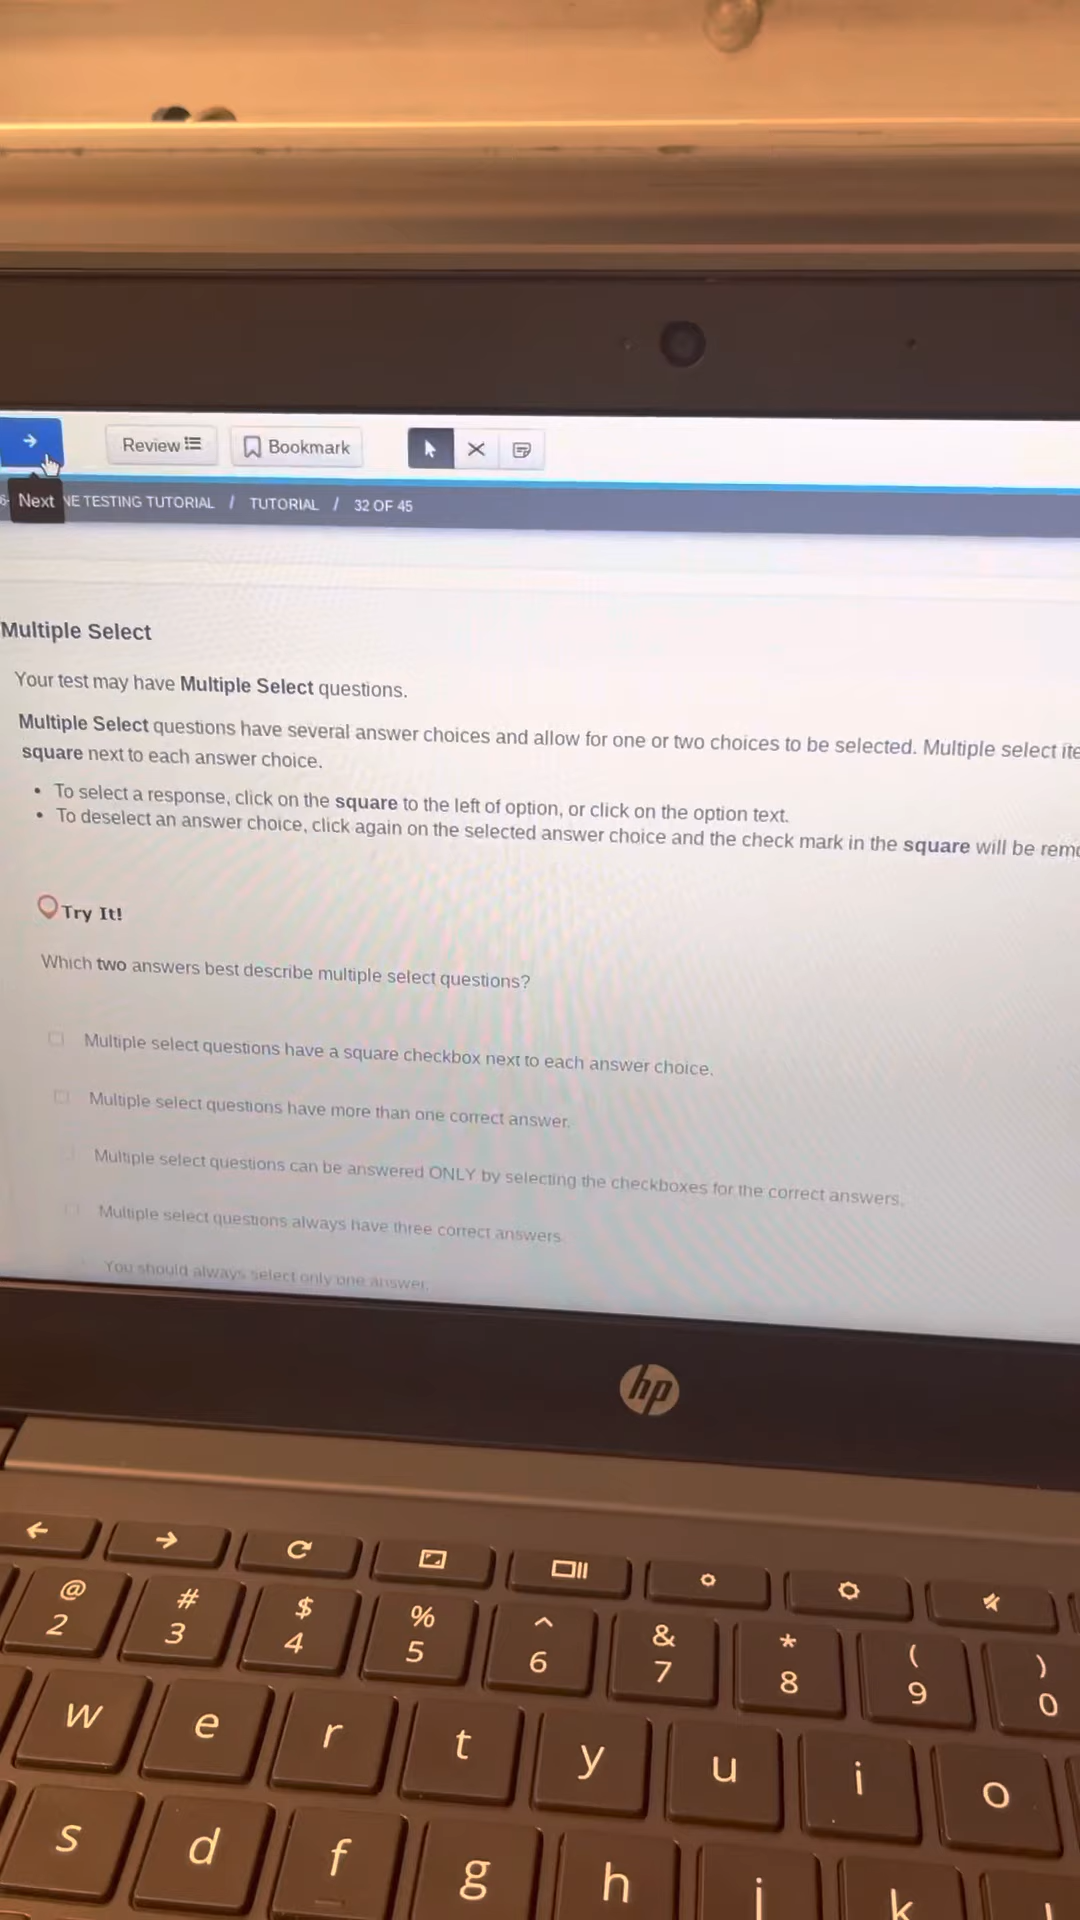 Review
Bookmark
Next
NE TESTING TUTORIAL / TUTORIAL / 32 OF 45
Multiple Select
Your test may have Multiple Select questions.
Multiple Select questions have several answer choices and allow for one or two choices to be selected. Multiple select ite
square next to each answer choice.
• To select a response, click on the square to the left of option, or click on the option text.
• To deselect an answer choice, click again on the selected answer choice and the check mark in the square will be remo
Try It!
Which two answers best describe multiple select questions?
Multiple select questions have a square checkbox next to each answer choice.
Multiple select questions have more than one correct answer.
Multiple select questions can be answered ONLY by selecting the checkboxes for the correct answers.
Multiple select questions always have three correct answers
You should always select only one answer.
hp
@ # $ % ^ & * ( )
2 3 4 5 6 7 8 9 0
w e r t y u i o
s d f g h j k